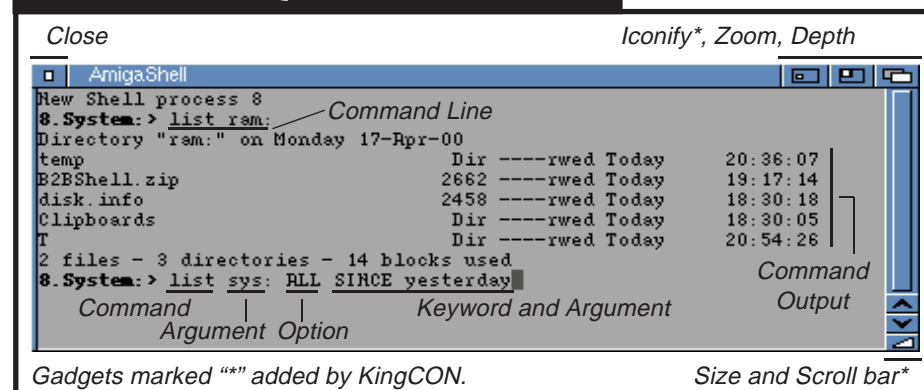 Close
Iconify*, Zoom, Depth
AmigaShell
New Shell process 8
8.System:> list ram:
Command Line
Directory "ram:" on Monday 17-Apr-00
temp Dir ----rwed Today 20:36:07
B2BShell.zip 2662 ----rwed Today 19:17:14
disk.info 2458 ----rwed Today 18:30:18
Clipboards Dir ----rwed Today 18:30:05
T Dir ----rwed Today 20:54:26
2 files - 3 directories - 14 blocks used
8.System:> list sys: ALL SINCE yesterday
Command
Output
Command
Argument Option
Keyword and Argument
Gadgets marked “*” added by KingCON.
Size and Scroll bar*